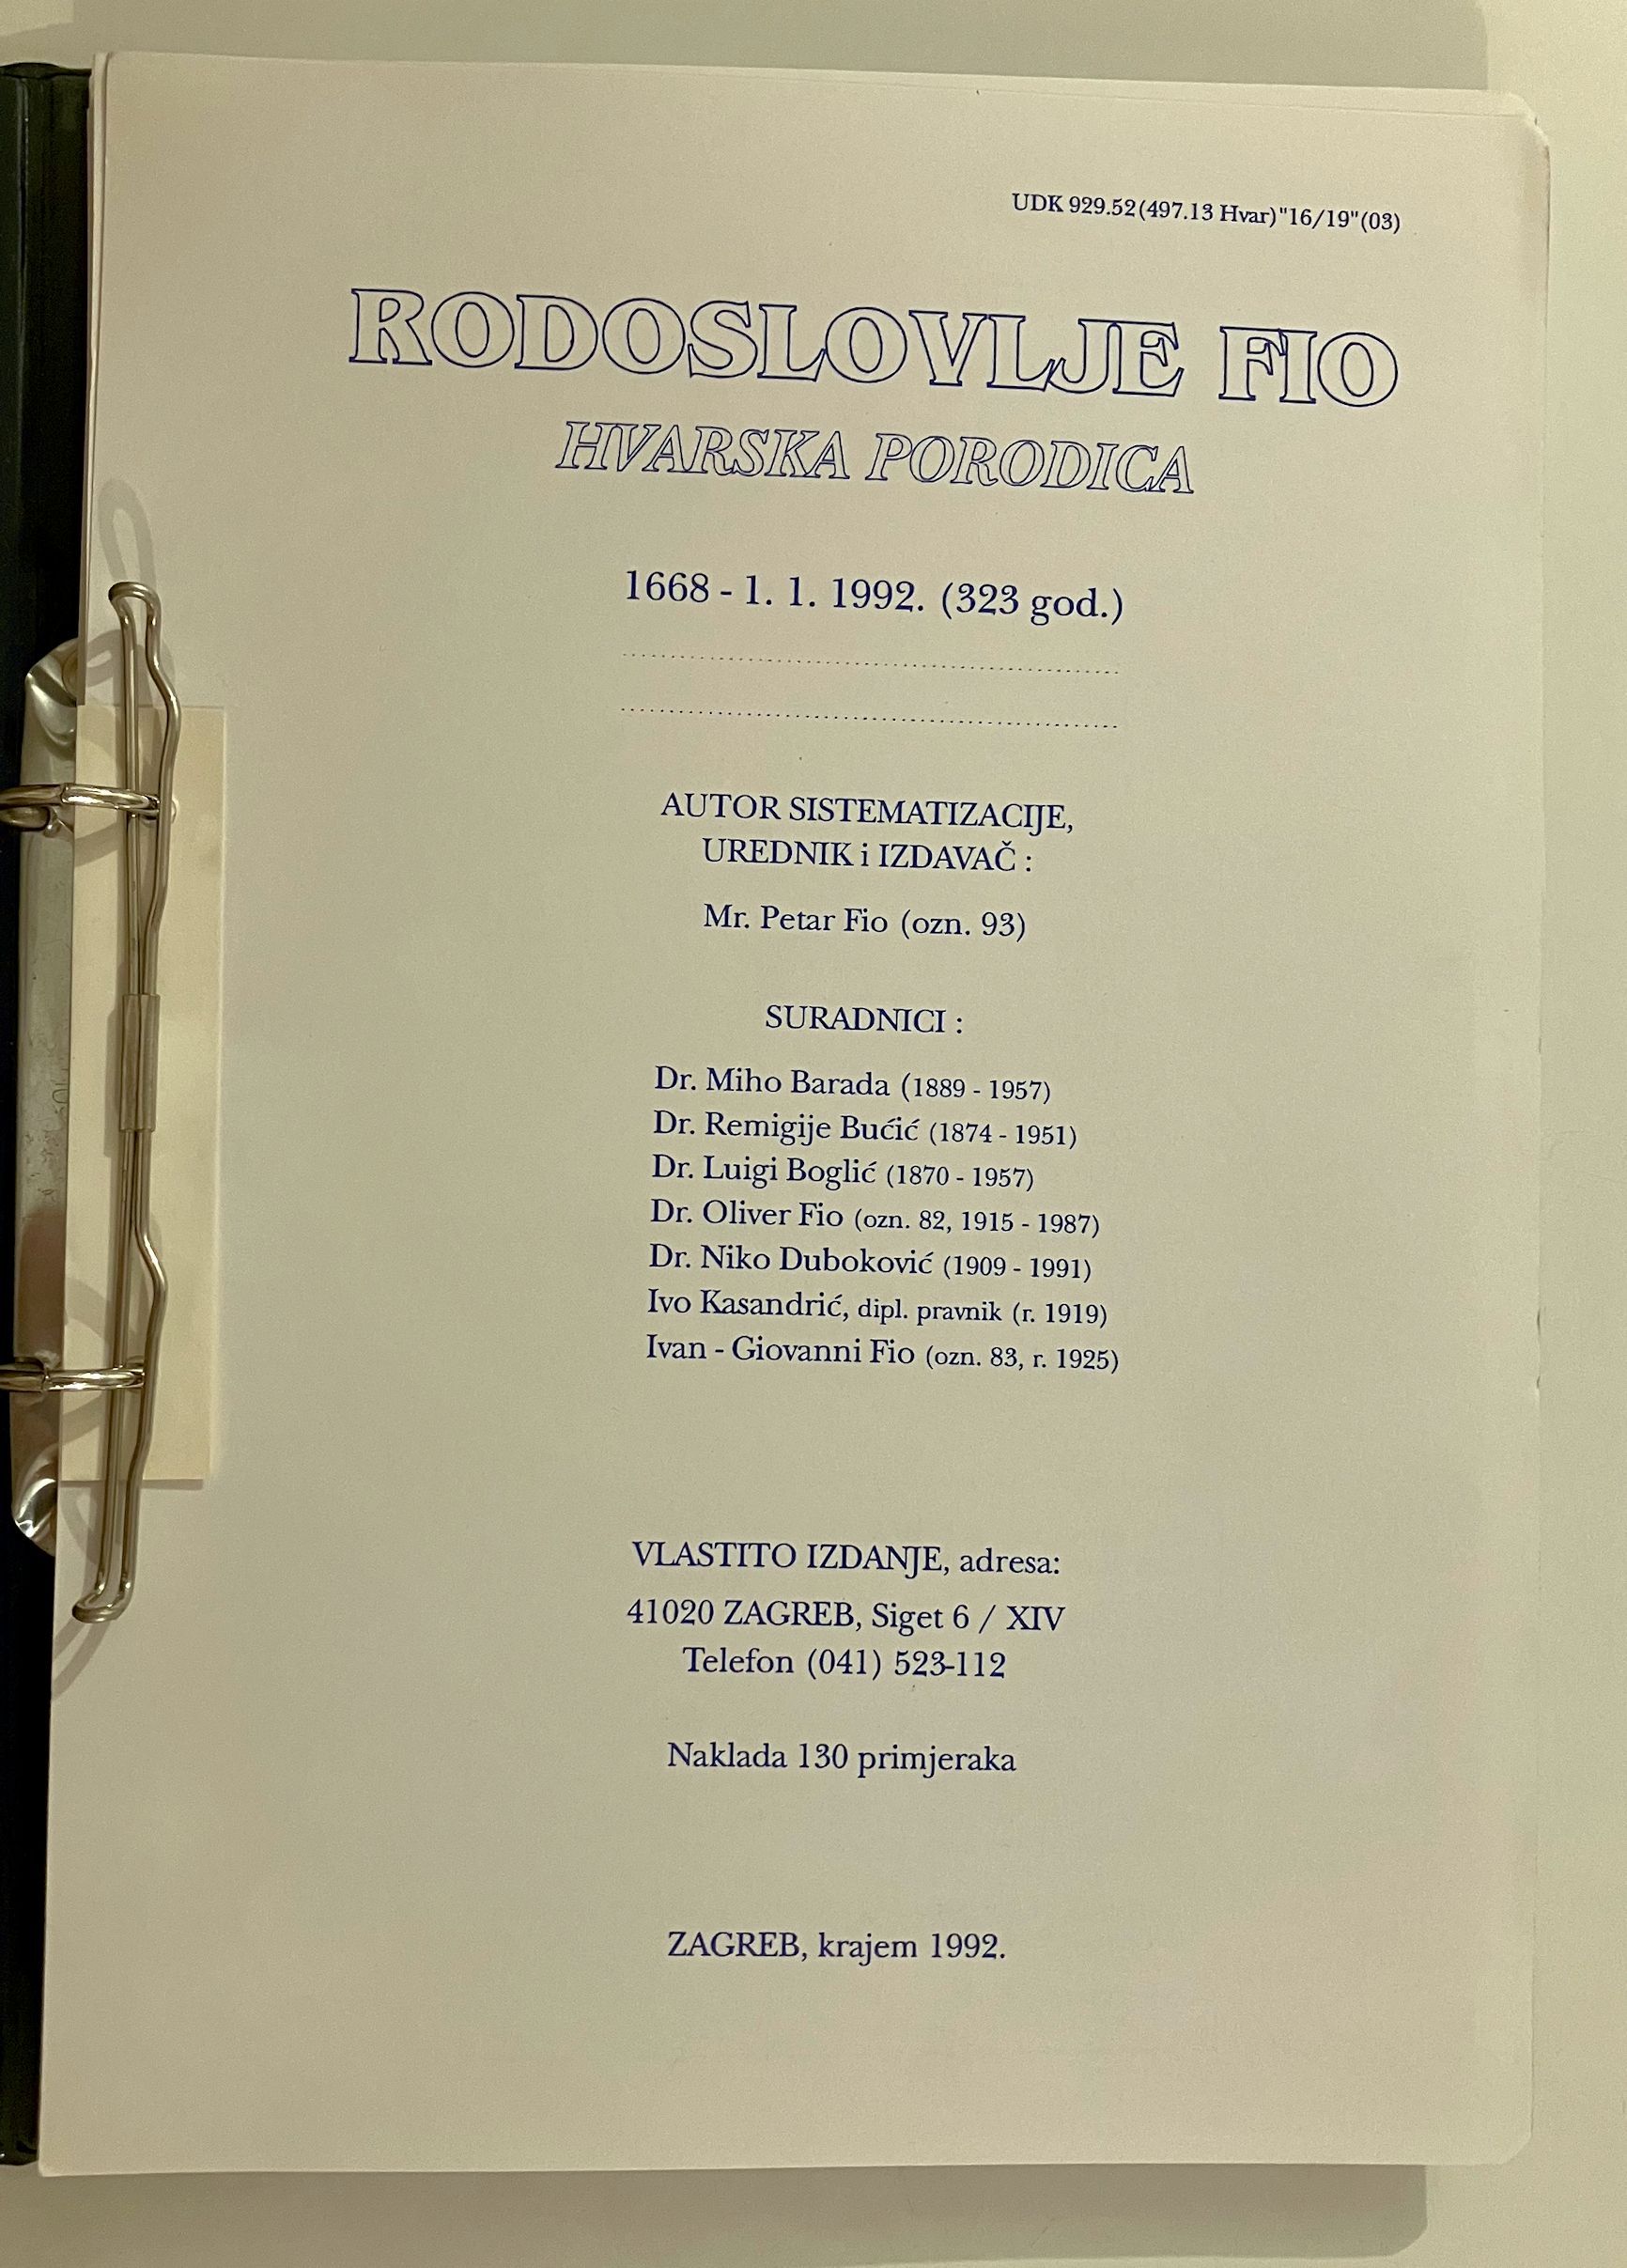 UDK 929.52(497.13 Hvar)"16/19"(03)
RODOSLOVLJE FIO
HVARSKA PORODICA
1668 - 1. 1. 1992. (323 god.)
AUTOR SISTEMATIZACIJE,
UREDNIK i IZDAVAČ :
Mr. Petar Fio (ozn. 93)
SURADNICI :
Dr. Miho Barada (1889 - 1957)
Dr. Remigije Bućić (1874 - 1951)
Dr. Luigi Boglić (1870 - 1957)
Dr. Oliver Fio (ozn. 82, 1915 - 1987)
Dr. Niko Duboković (1909 - 1991)
Ivo Kasandrić, dipl. pravnik (r. 1919)
Ivan - Giovanni Fio (ozn. 83, r. 1925)
VLASTITO IZDANJE, adresa:
41020 ZAGREB, Siget 6 / XIV
Telefon (041) 523-112
Naklada 130 primjeraka
ZAGREB, krajem 1992.